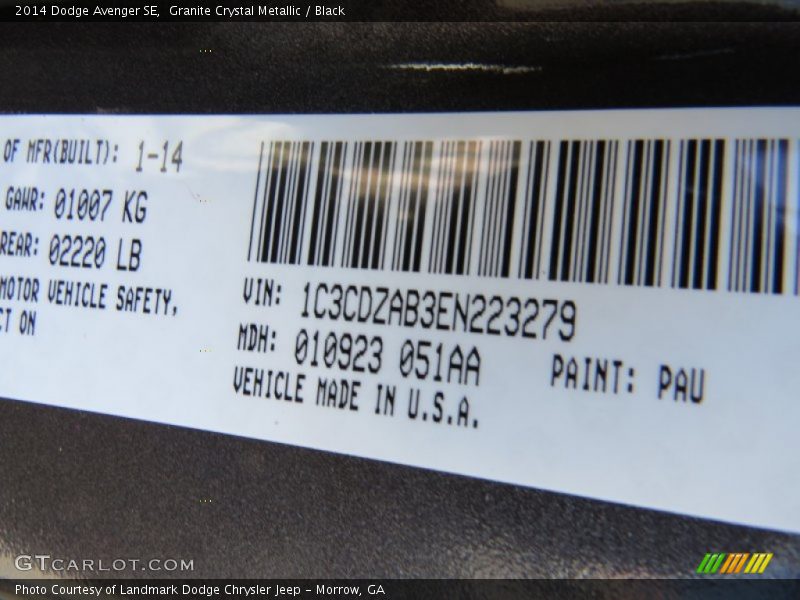 2014 Dodge Avenger SE,  Granite Crystal Metallic / Black
OF MFR(BUILT): 1-14
GAWR: 01007 KG
REAR: 02220 LB
MOTOR VEHICLE SAFETY,
CT ON
VIN: 1C3CDZAB3EN223279
MDH: 010923 051AA
PAINT: PAU
VEHICLE MADE IN U.S.A.
GTCARLOT.COM
Photo Courtesy of Landmark Dodge Chrysler Jeep - Morrow, GA